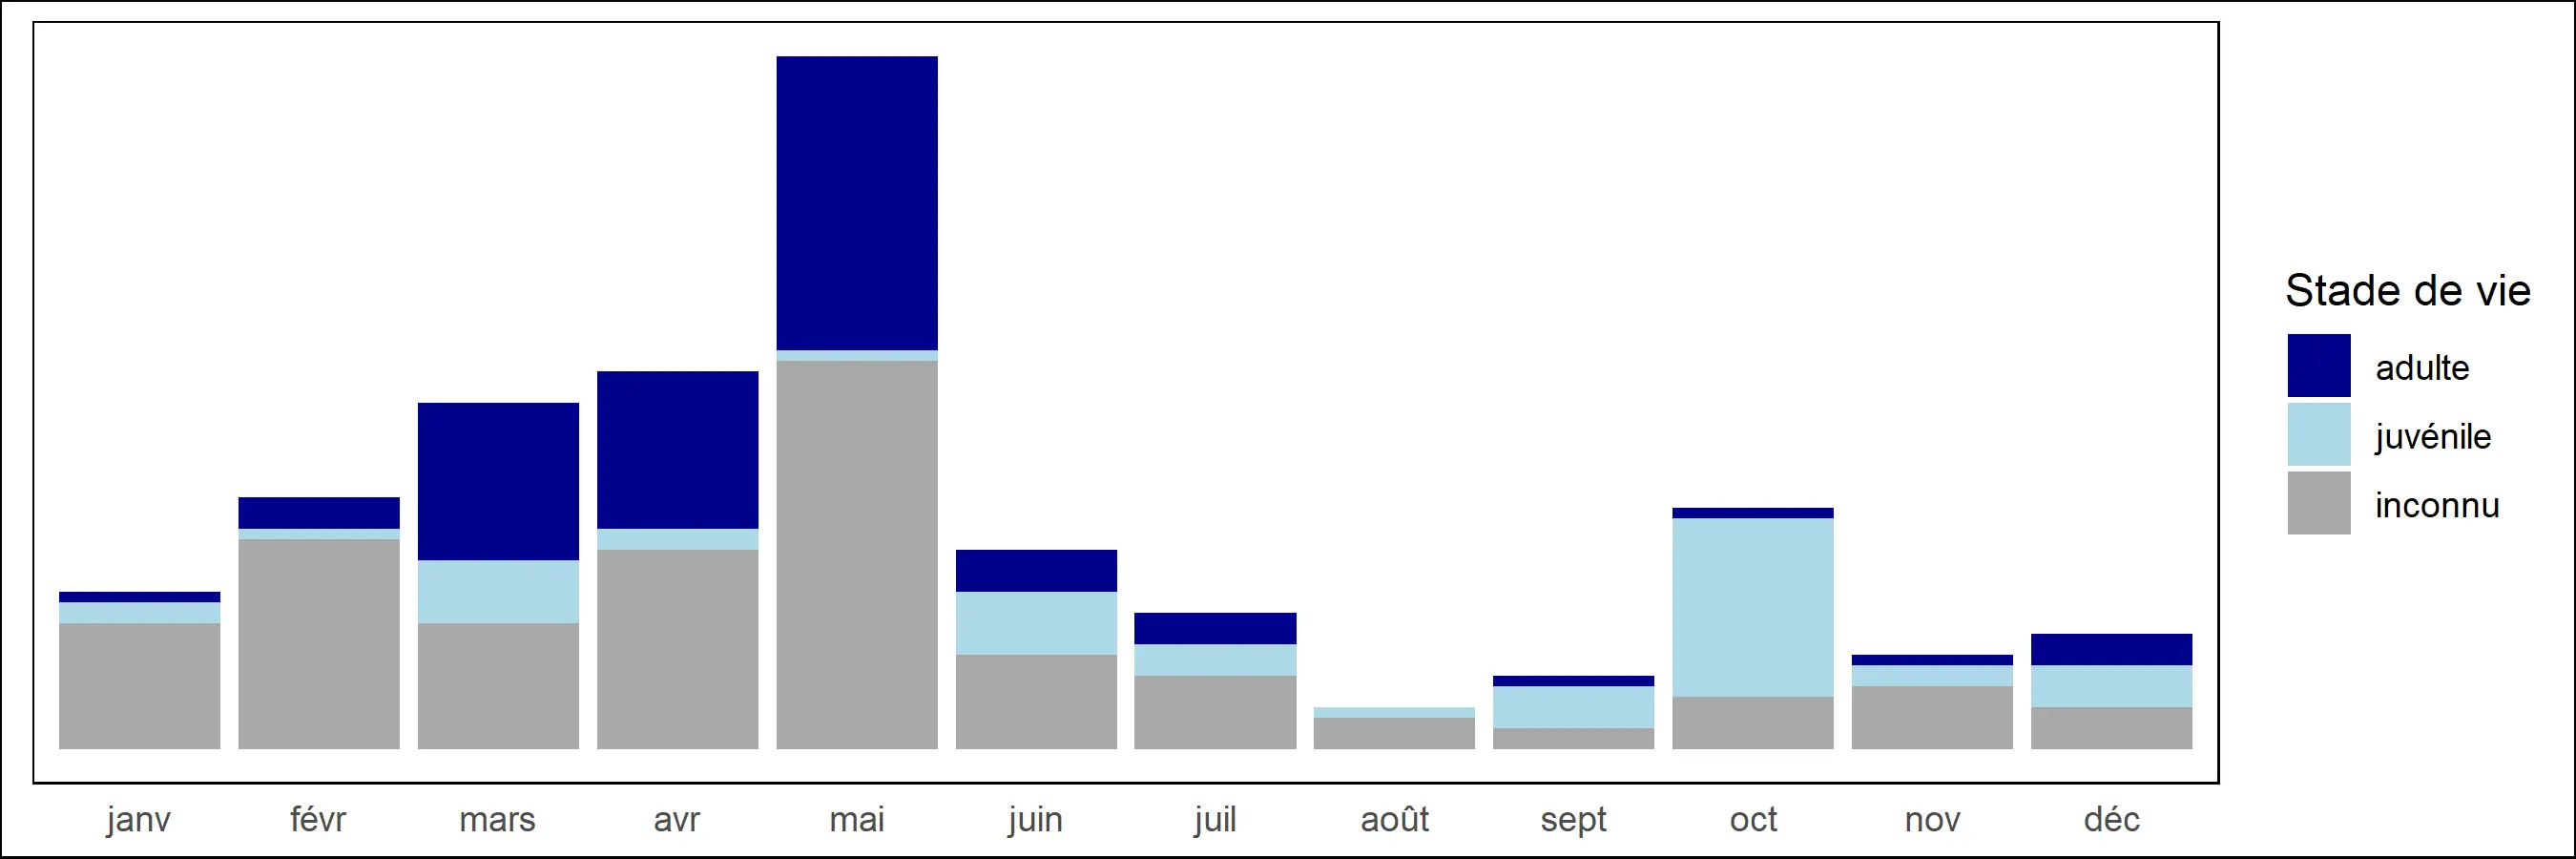 Stade de vie
adulte
juvénile
inconnu
janv févr mars avr mai juin juil août sept oct nov déc